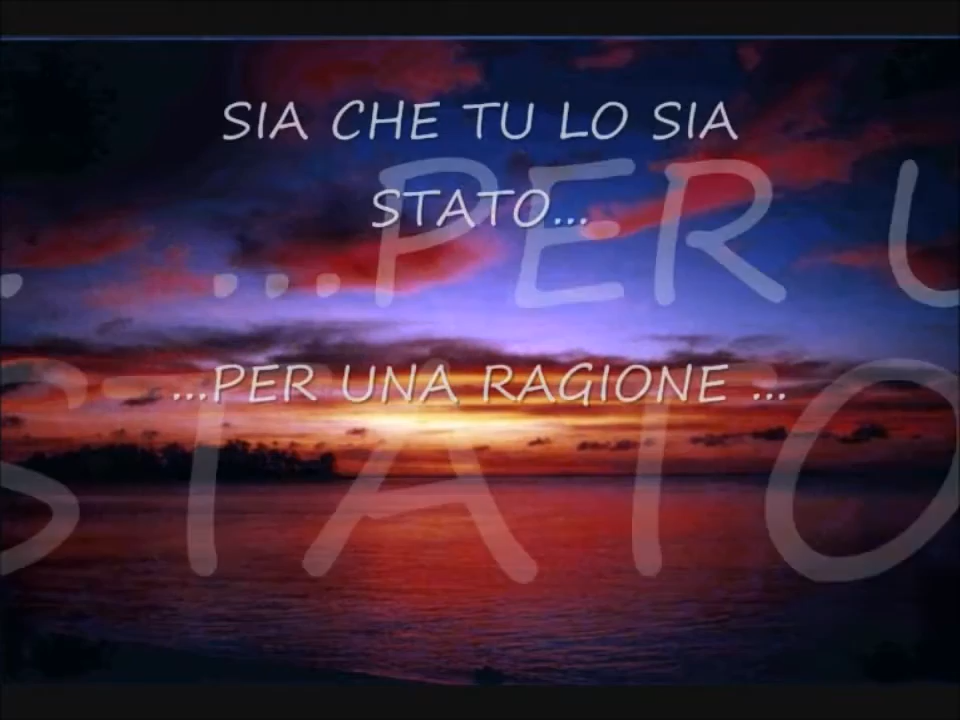 SIA CHE TU LO SIA
STATO...
...PER UNA RAGIONE ...
... ...PER U
STATO